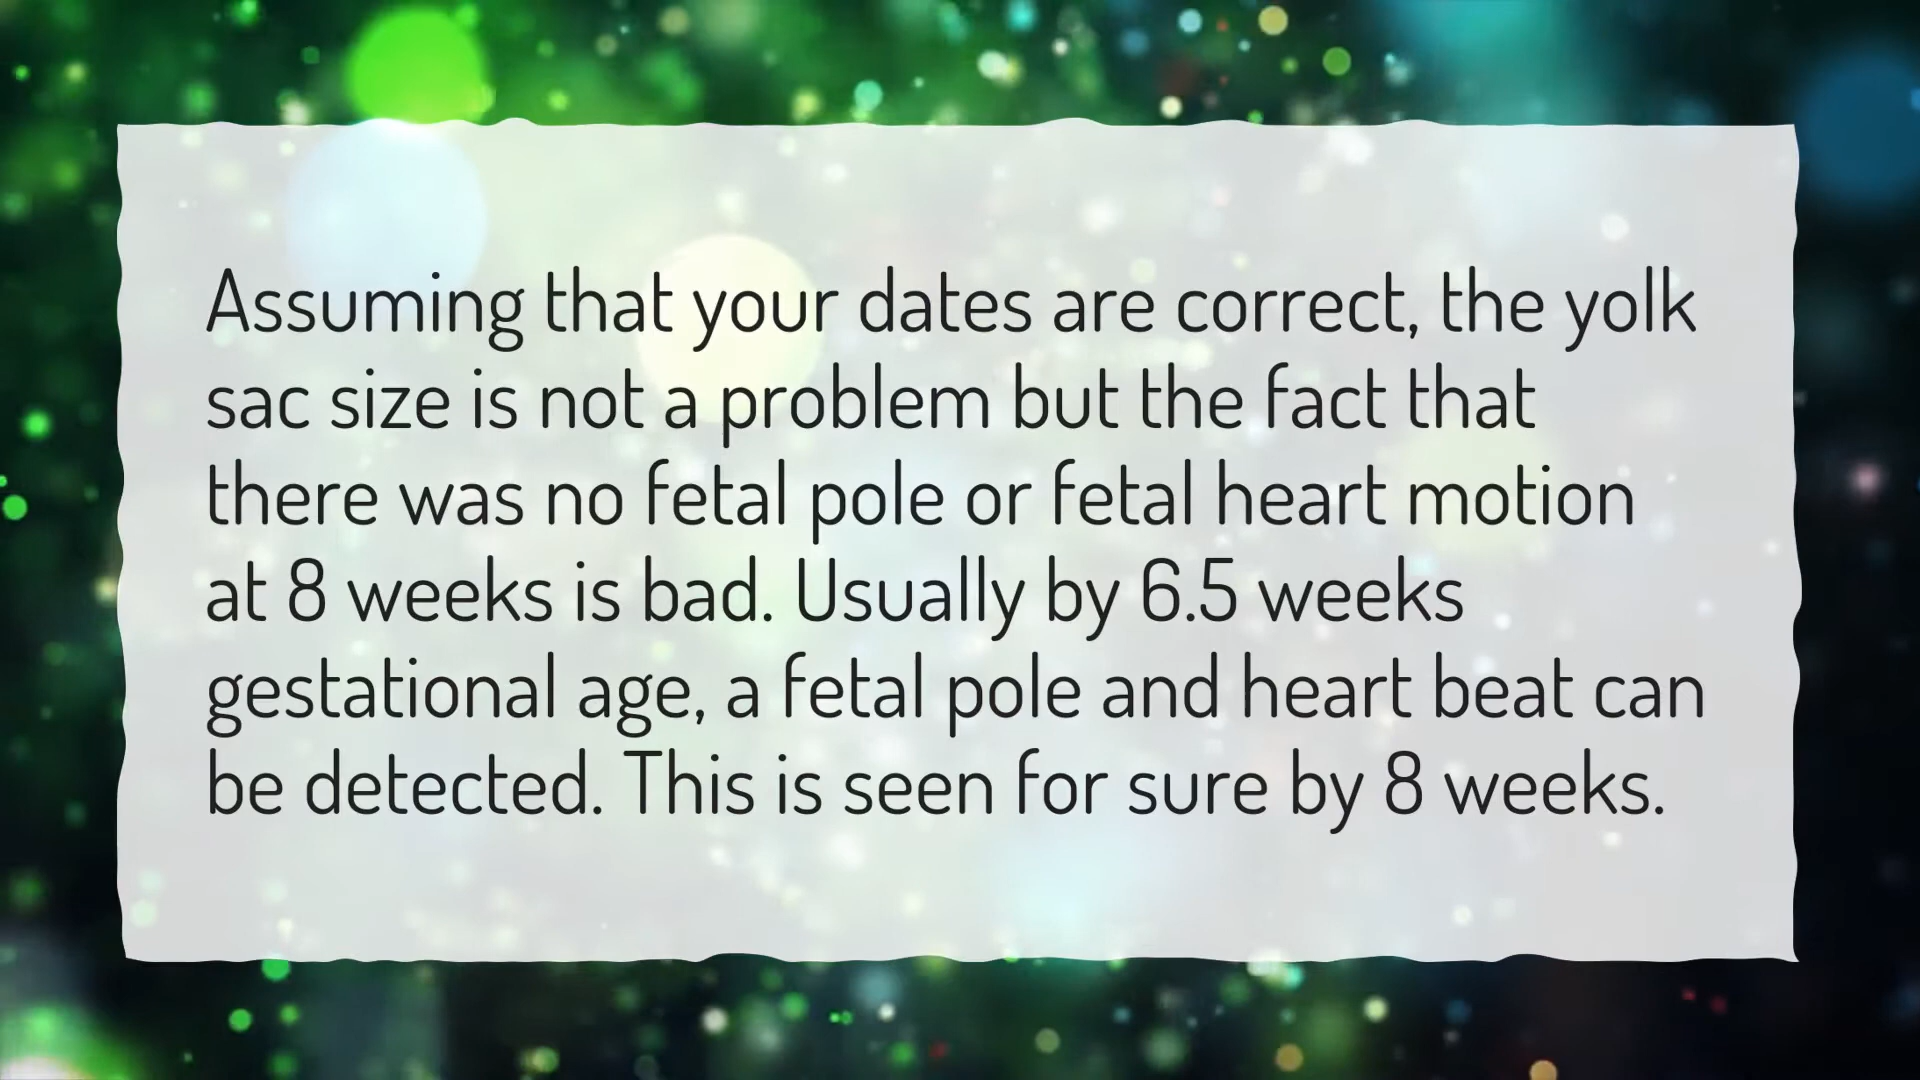 Assuming that your dates are correct, the yolk
sac size is not a problem but the fact that
there was no fetal pole or fetal heart motion
at 8 weeks is bad. Usually by 6.5 weeks
gestational age, a fetal pole and heart beat can
be detected. This is seen for sure by 8 weeks.